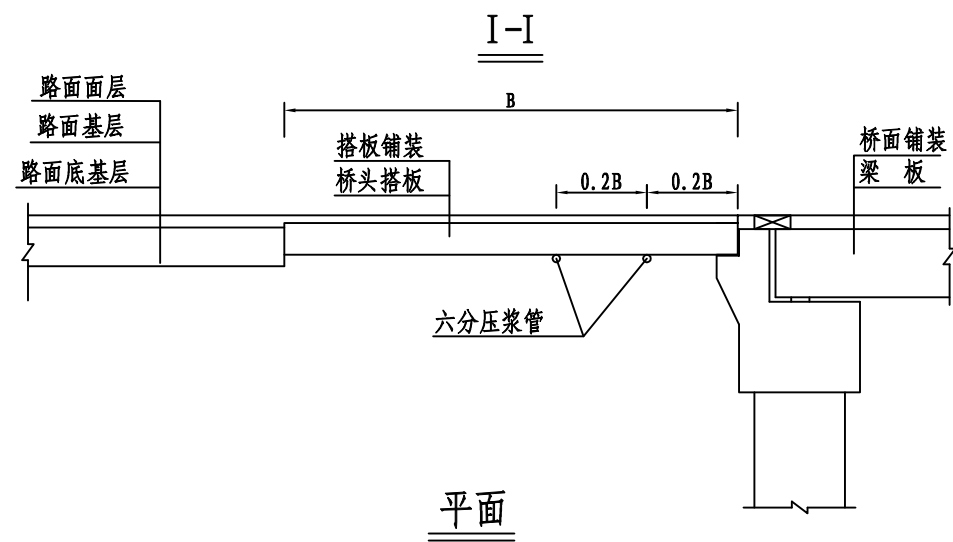 I-I
路面面层
路面基层
路面底基层
B
搭板铺装
桥头搭板
0.2B 0.2B
桥面铺装
梁 板
六分压浆管
平面